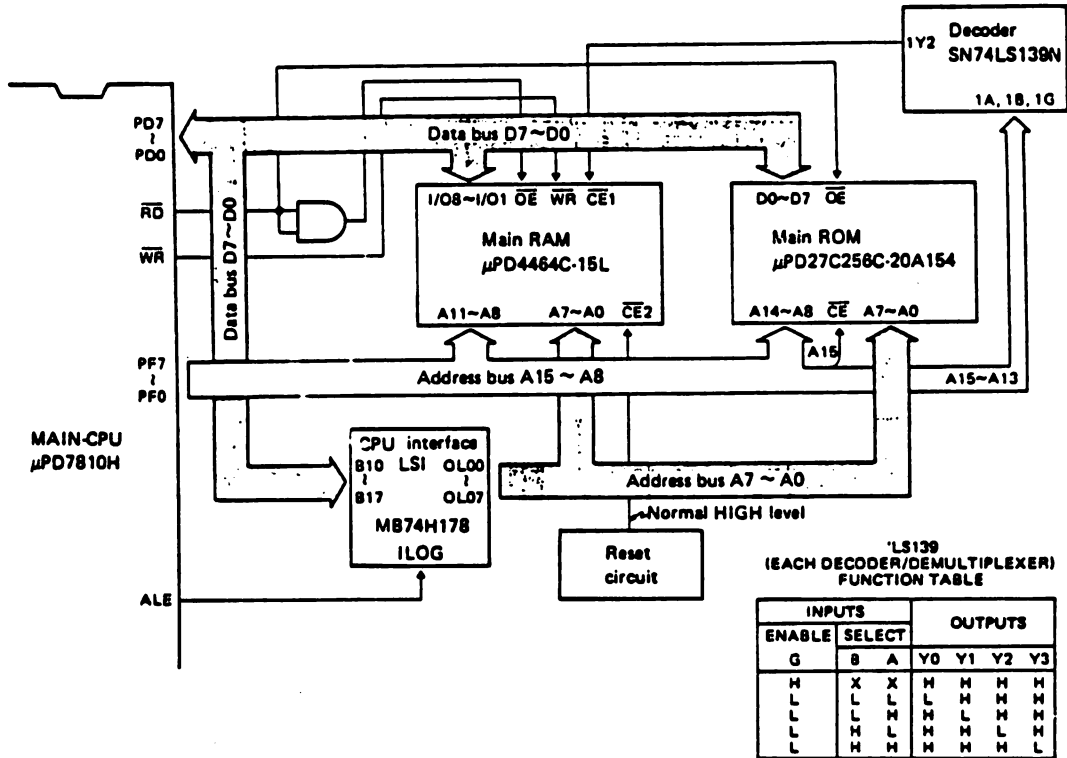 Decoder
1Y2
SN74LS139N
1A, 1B, 1G
PD7
~
PD0
Data bus D7~D0
RD
WR
Data bus D7~D0
I/O8~I/O1 OE WR CE1
Main RAM
μPD4464C-15L
A11~A8 A7~A0 CE2
D0~D7 OE
Main ROM
μPD27C256C-20A154
A14~A8 CE A7~A0
A15
A15~A13
PF7
~
PF0
Address bus A15 ~ A8
MAIN-CPU
μPD7810H
CPU interface
B10 LSI OL00
~ ~
B17 OL07
MB74H178
ILOG
Address bus A7 ~ A0
Normal HIGH level
Reset
circuit
ALE
'LS139
(EACH DECODER/DEMULTIPLEXER)
FUNCTION TABLE
INPUTS OUTPUTS
ENABLE SELECT
G B A Y0 Y1 Y2 Y3
H X X H H H H
L L L L H H H
L L H H L H H
L H L H H L H
L H H H H H L